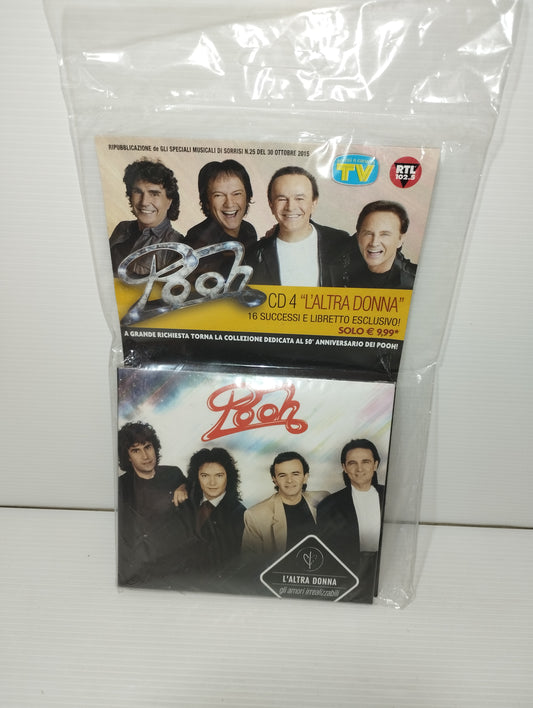 RIPUBBLICAZIONE de GLI SPECIALI MUSICALI DI SORRISI N.25 DEL 30 OTTOBRE 2015
TV
RTL
102.5
Pooh
CD 4 "L'ALTRA DONNA"
16 SUCCESSI E LIBRETTO ESCLUSIVO!
SOLO € 9,99*
A GRANDE RICHIESTA TORNA LA COLLEZIONE DEDICATA AL 50° ANNIVERSARIO DEI POOH!
Pooh
L'ALTRA DONNA
gli amori irrealizzabili